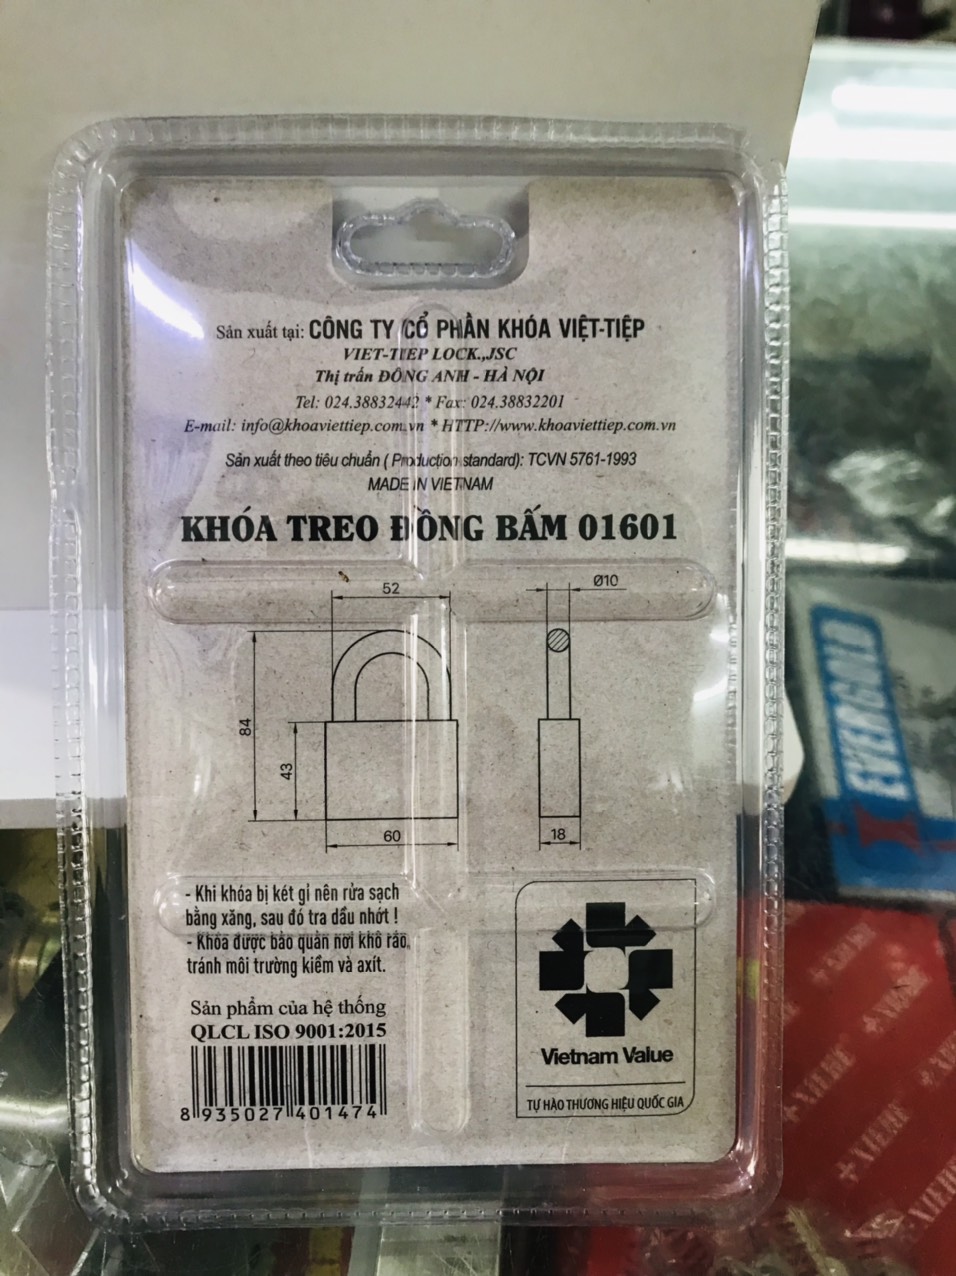 Sản xuất tại: CÔNG TY CỔ PHẦN KHÓA VIỆT-TIỆP
VIET-TIEP LOCK.,JSC
Thị trấn ĐÔNG ANH - HÀ NỘI
Tel: 024.38832442 * Fax: 024.38832201
E-mail: info@khoaviettiep.com.vn * HTTP://www.khoaviettiep.com.vn
Sản xuất theo tiêu chuẩn ( Production standard): TCVN 5761-1993
MADE IN VIETNAM
KHÓA TREO ĐỒNG BẤM 01601
52
Ø10
84
43
60
18
- Khi khóa bị két gỉ nên rửa sạch
bằng xăng, sau đó tra dầu nhớt !
- Khóa được bảo quản nơi khô ráo,
tránh môi trường kiềm và axít.
Sản phẩm của hệ thống
QLCL ISO 9001:2015
8 935027 401474
Vietnam Value
TỰ HÀO THƯƠNG HIỆU QUỐC GIA
EVERGOLD